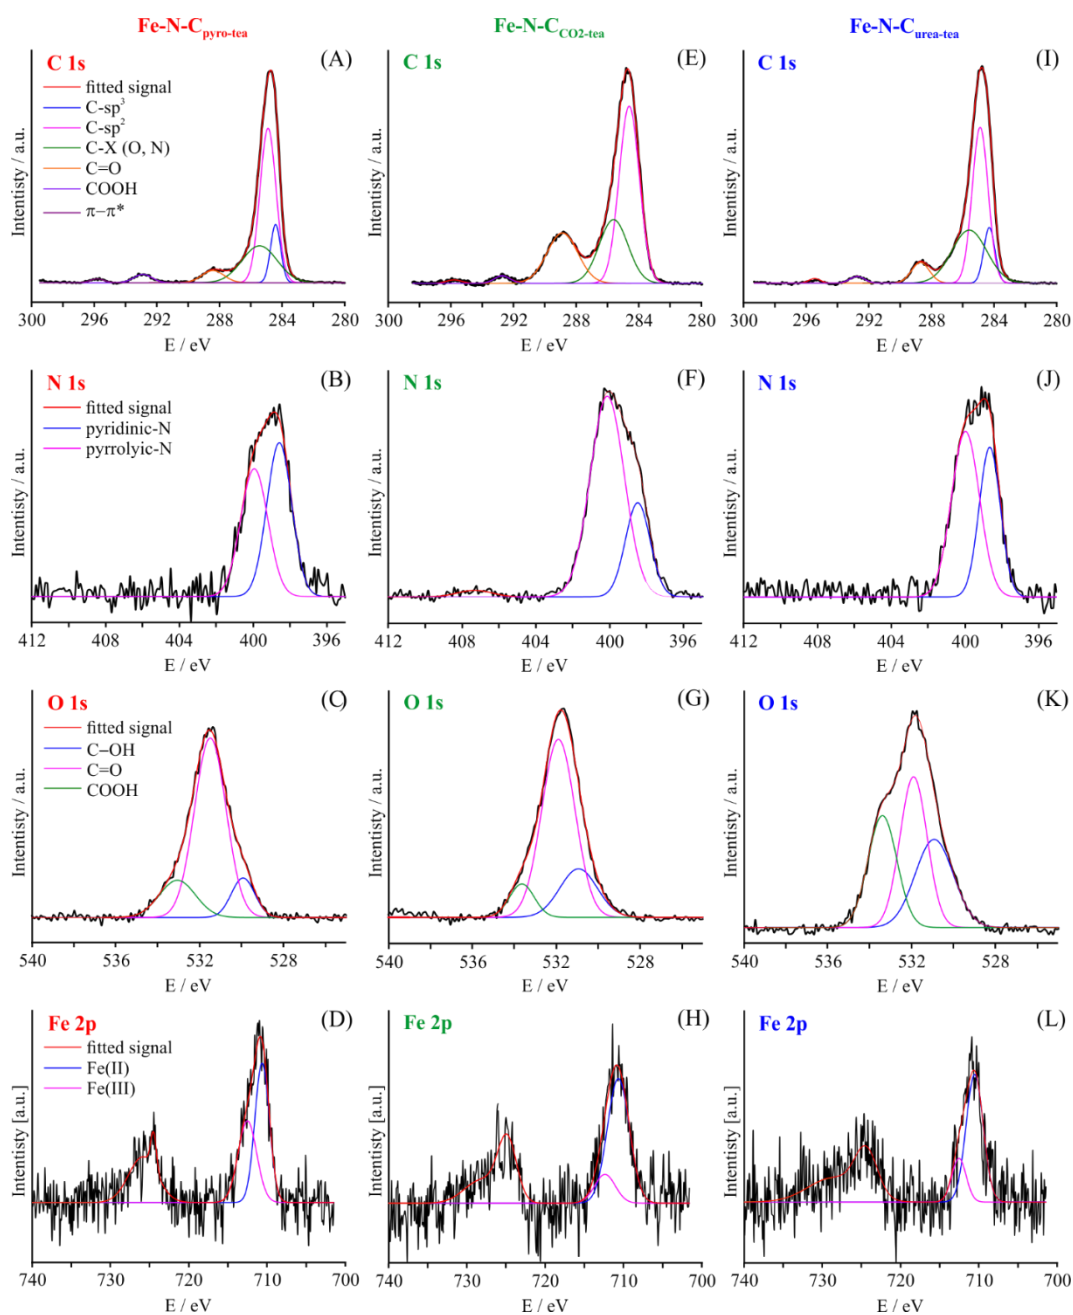 Fe-N-Cpyro-tea
Fe-N-CCO2-tea
Fe-N-Curea-tea
C 1s
(A)
fitted signal
C-sp3
C-sp2
C-X (O, N)
C=O
COOH
π–π*
Intentisty / a.u.
300 296 292 288 284 280
E / eV
C 1s
(E)
Intentisty / a.u.
300 296 292 288 284 280
E / eV
C 1s
(I)
Intentisty / a.u.
300 296 292 288 284 280
E / eV
N 1s
(B)
fitted signal
pyridinic-N
pyrrolyic-N
Intentisty / a.u.
412 408 404 400 396
E / eV
N 1s
(F)
Intentisty / a.u.
412 408 404 400 396
E / eV
N 1s
(J)
Intentisty / a.u.
412 408 404 400 396
E / eV
O 1s
(C)
fitted signal
C–OH
C=O
COOH
Intentisty / a.u.
540 536 532 528
E / eV
O 1s
(G)
Intentisty / a.u.
540 536 532 528
E / eV
O 1s
(K)
Intentisty / a.u.
540 536 532 528
E / eV
Fe 2p
(D)
fitted signal
Fe(II)
Fe(III)
Intentisty [a.u.]
740 730 720 710 700
E / eV
Fe 2p
(H)
Intentisty [a.u.]
740 730 720 710 700
E / eV
Fe 2p
(L)
Intentisty [a.u.]
740 730 720 710 700
E / eV